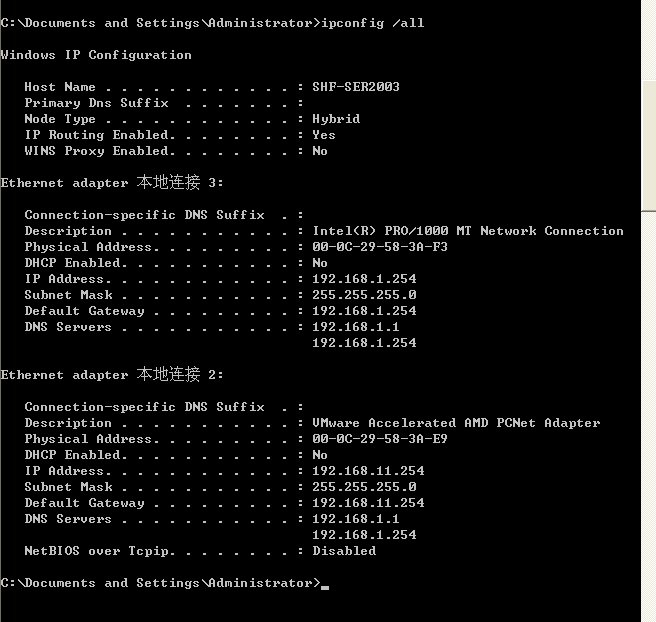 C:\Documents and Settings\Administrator>ipconfig /all
Windows IP Configuration
Host Name . . . . . . . . . . . . : SHF-SER2003
Primary Dns Suffix  . . . . . . . :
Node Type . . . . . . . . . . . . : Hybrid
IP Routing Enabled. . . . . . . . : Yes
WINS Proxy Enabled. . . . . . . . : No
Ethernet adapter 本地连接 3:
Connection-specific DNS Suffix  . :
Description . . . . . . . . . . . : Intel(R) PRO/1000 MT Network Connection
Physical Address. . . . . . . . . : 00-0C-29-58-3A-F3
DHCP Enabled. . . . . . . . . . . : No
IP Address. . . . . . . . . . . . : 192.168.1.254
Subnet Mask . . . . . . . . . . . : 255.255.255.0
Default Gateway . . . . . . . . . : 192.168.1.254
DNS Servers . . . . . . . . . . . : 192.168.1.1
192.168.1.254
Ethernet adapter 本地连接 2:
Connection-specific DNS Suffix  . :
Description . . . . . . . . . . . : VMware Accelerated AMD PCNet Adapter
Physical Address. . . . . . . . . : 00-0C-29-58-3A-E9
DHCP Enabled. . . . . . . . . . . : No
IP Address. . . . . . . . . . . . : 192.168.11.254
Subnet Mask . . . . . . . . . . . : 255.255.255.0
Default Gateway . . . . . . . . . : 192.168.11.254
DNS Servers . . . . . . . . . . . : 192.168.1.1
192.168.1.254
NetBIOS over Tcpip. . . . . . . . : Disabled
C:\Documents and Settings\Administrator>_